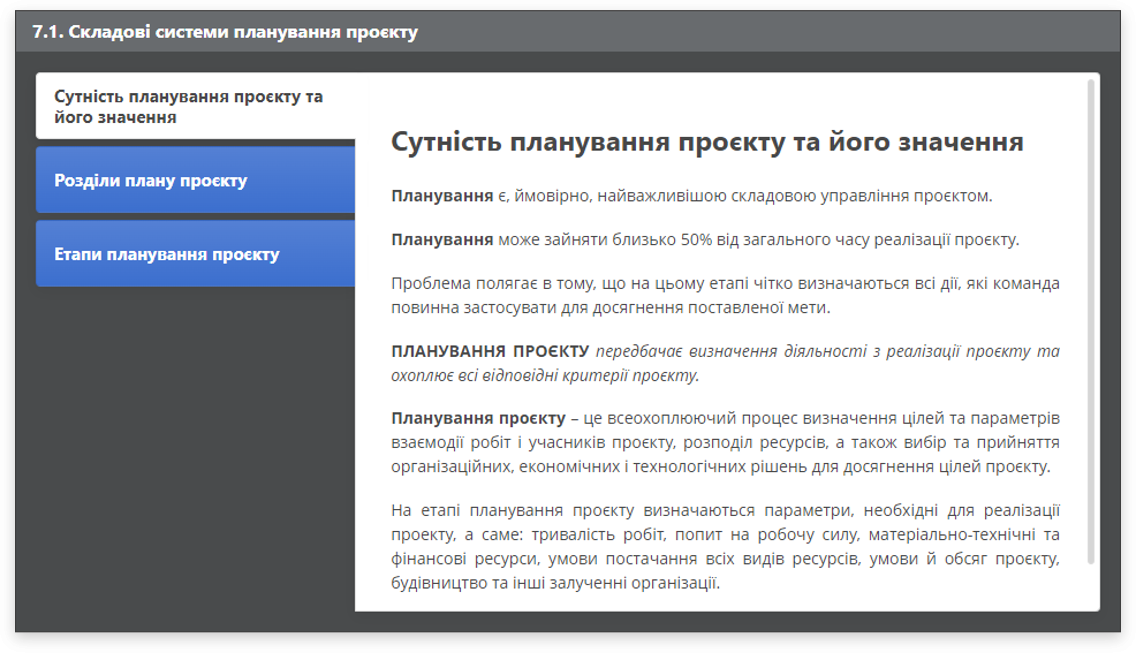 7.1. Складові системи планування проєкту
Сутність планування проєкту та
його значення
Розділи плану проєкту
Етапи планування проєкту
Сутність планування проєкту та його значення
Планування є, ймовірно, найважливішою складовою управління проєктом.
Планування може зайняти близько 50% від загального часу реалізації проєкту.
Проблема полягає в тому, що на цьому етапі чітко визначаються всі дії, які команда
повинна застосувати для досягнення поставленої мети.
ПЛАНУВАННЯ ПРОЄКТУ передбачає визначення діяльності з реалізації проєкту та
охоплює всі відповідні критерії проєкту.
Планування проєкту – це всеохоплюючий процес визначення цілей та параметрів
взаємодії робіт і учасників проєкту, розподіл ресурсів, а також вибір та прийняття
організаційних, економічних і технологічних рішень для досягнення цілей проєкту.
На етапі планування проєкту визначаються параметри, необхідні для реалізації
проекту, а саме: тривалість робіт, попит на робочу силу, матеріально-технічні та
фінансові ресурси, умови постачання всіх видів ресурсів, умови й обсяг проєкту,
будівництво та інші залученні організації.